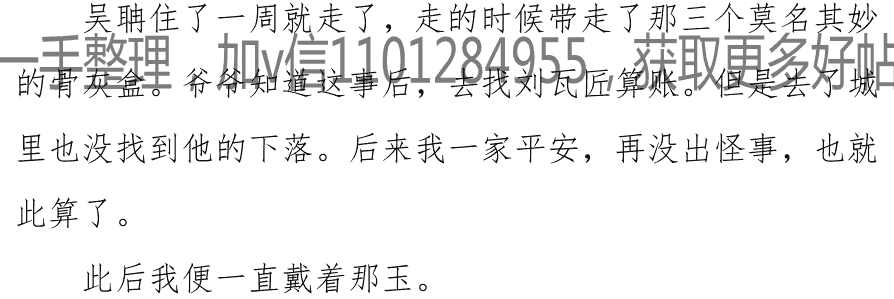 吴聃住了一周就走了，走的时候带走了那三个莫名其妙
一手整理，加v信1101284955，获取更多好帖
的骨灰盒。爷爷知道这事后，去找刘瓦匠算账。但是去了城
里也没找到他的下落。后来我一家平安，再没出怪事，也就
此算了。
此后我便一直戴着那玉。